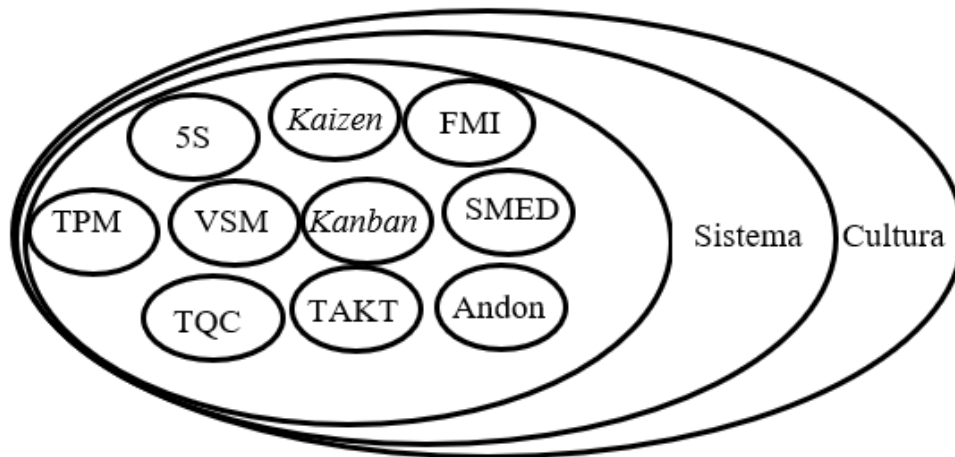 5S
Kaizen
FMI
TPM
VSM
Kanban
SMED
Sistema
Cultura
TQC
TAKT
Andon